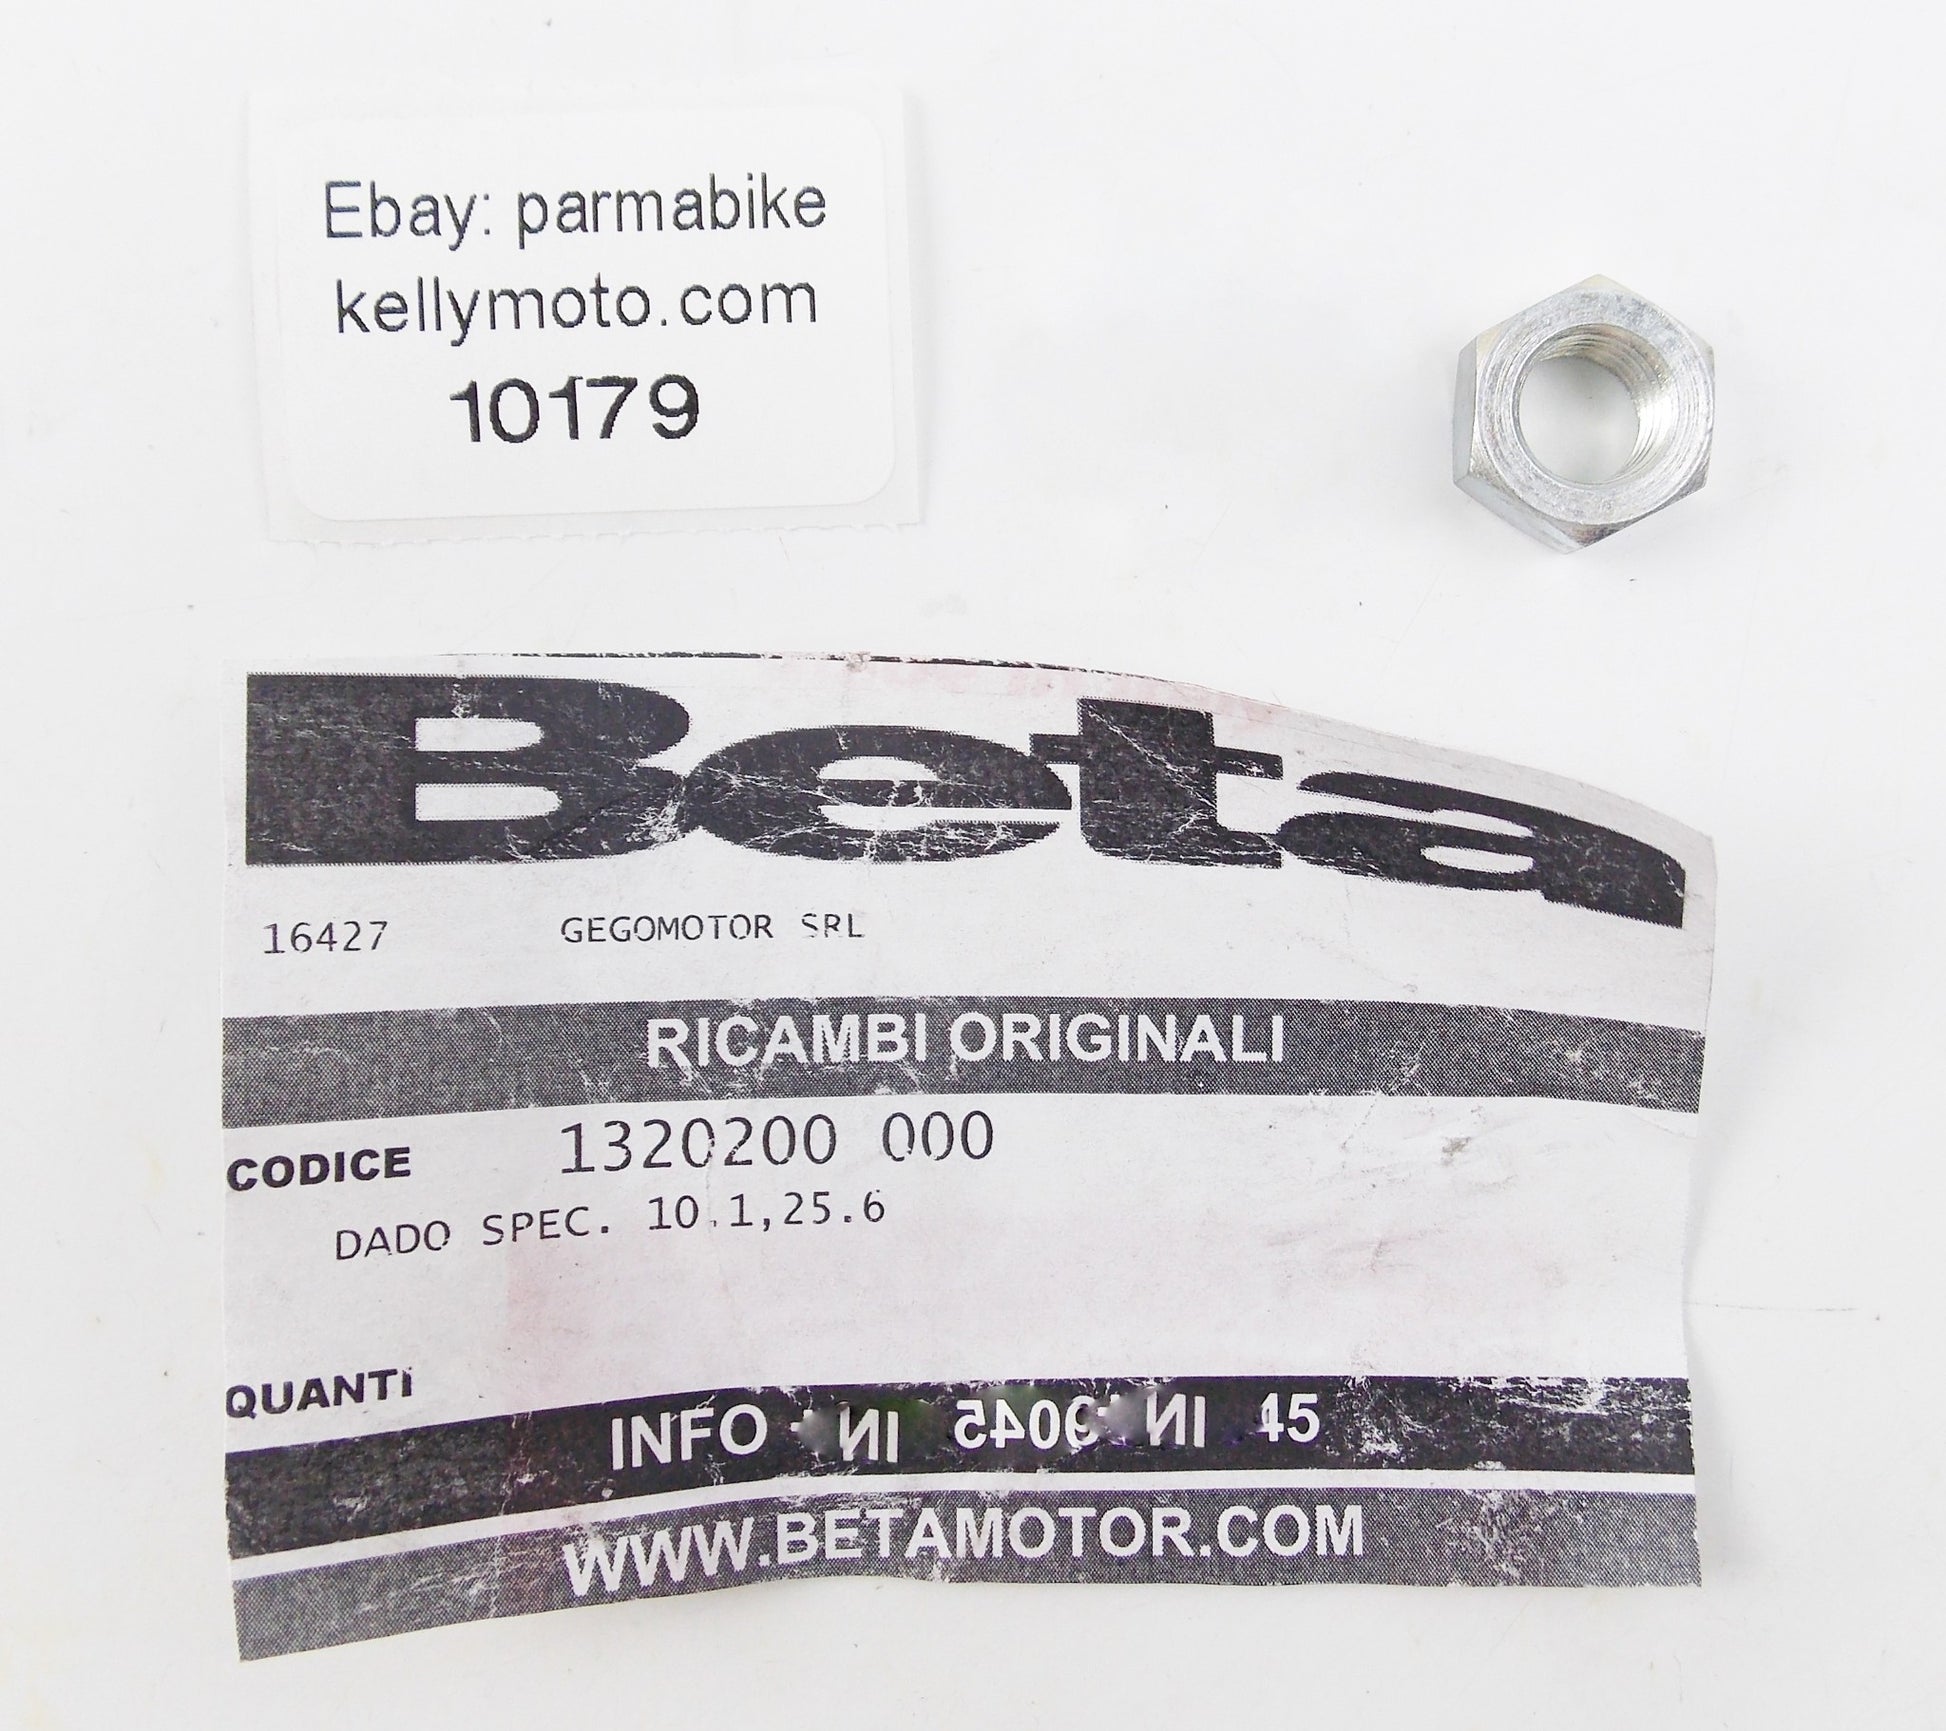 Ebay: parmabike
kellymoto.com
10179
Beta
16427 GEGOMOTOR SRL
RICAMBI ORIGINALI
CODICE 1320200 000
DADO SPEC. 10.1,25.6
QUANTI
INFO
WWW.BETAMOTOR.COM